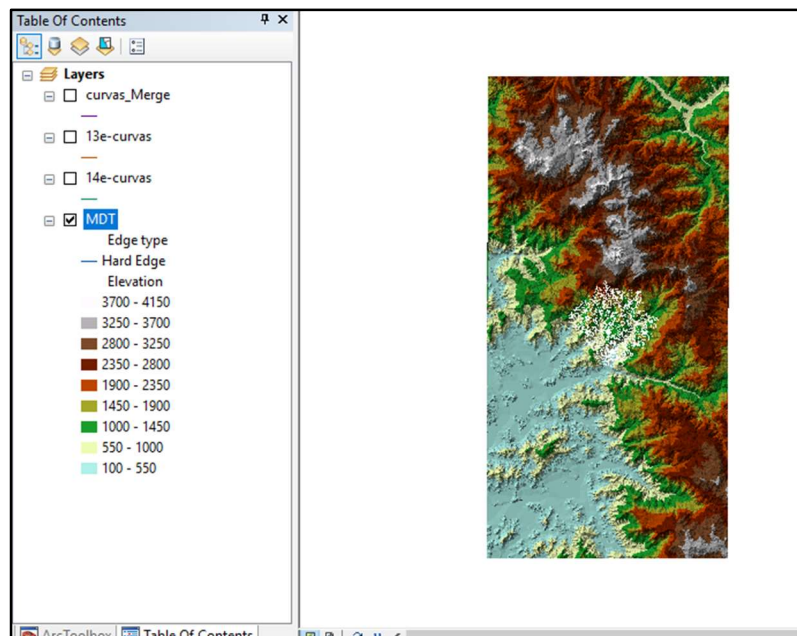 Table Of Contents
Layers
curvas_Merge
13e-curvas
14e-curvas
MDT
Edge type
Hard Edge
Elevation
3700 - 4150
3250 - 3700
2800 - 3250
2350 - 2800
1900 - 2350
1450 - 1900
1000 - 1450
550 - 1000
100 - 550
ArcToolbox Table Of Contents